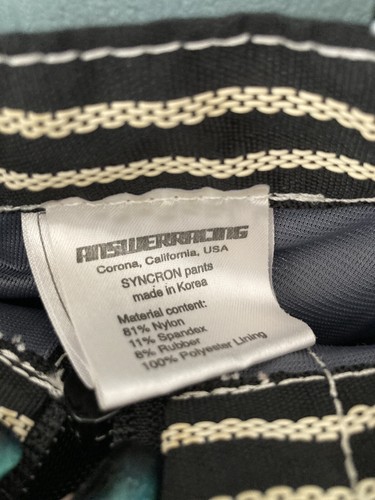 ANSWERRACING
Corona, California, USA
SYNCRON pants
made in Korea
Material content:
81% Nylon
11% Spandex
8% Rubber
100% Polyester Lining